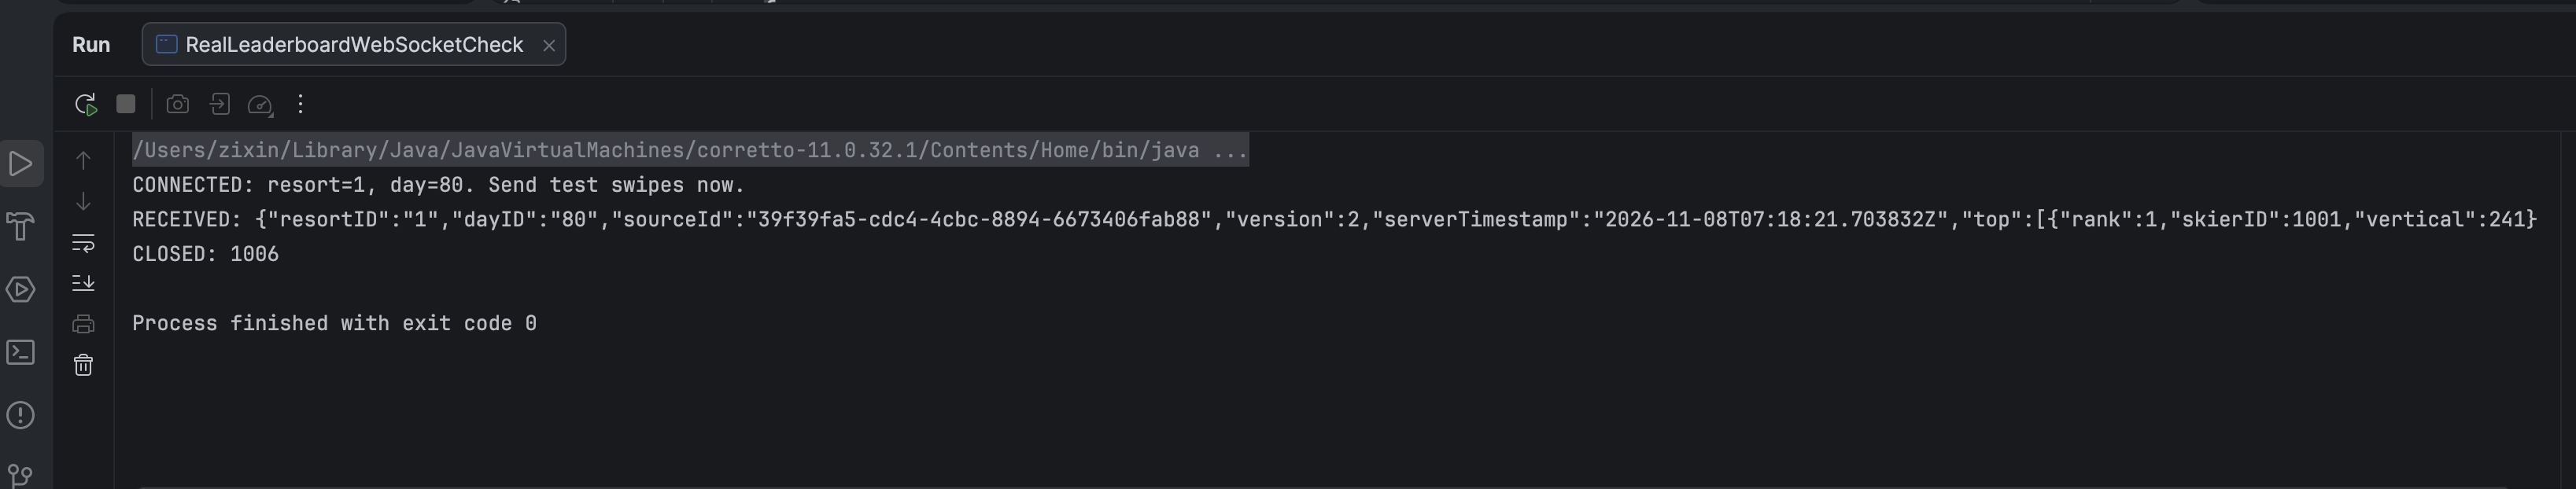 Run RealLeaderboardWebSocketCheck
/Users/zixin/Library/Java/JavaVirtualMachines/corretto-11.0.32.1/Contents/Home/bin/java ...
CONNECTED: resort=1, day=80. Send test swipes now.
RECEIVED: {"resortID":"1","dayID":"80","sourceId":"39f39fa5-cdc4-4cbc-8894-6673406fab88","version":2,"serverTimestamp":"2026-11-08T07:18:21.703832Z","top":[{"rank":1,"skierID":1001,"vertical":241}
CLOSED: 1006
Process finished with exit code 0